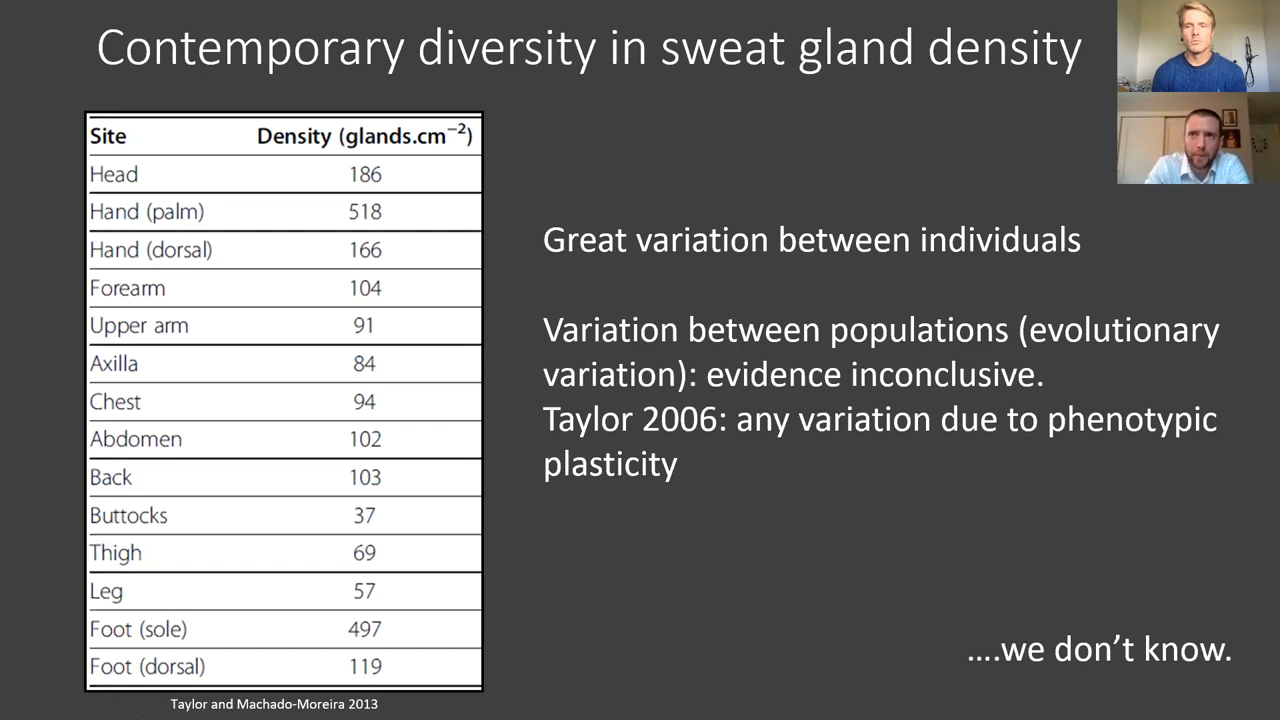 Contemporary diversity in sweat gland density
Site Density (glands.cm⁻²)
Head 186
Hand (palm) 518
Hand (dorsal) 166
Forearm 104
Upper arm 91
Axilla 84
Chest 94
Abdomen 102
Back 103
Buttocks 37
Thigh 69
Leg 57
Foot (sole) 497
Foot (dorsal) 119
Taylor and Machado-Moreira 2013
Great variation between individuals
Variation between populations (evolutionary
variation): evidence inconclusive.
Taylor 2006: any variation due to phenotypic
plasticity
….we don’t know.